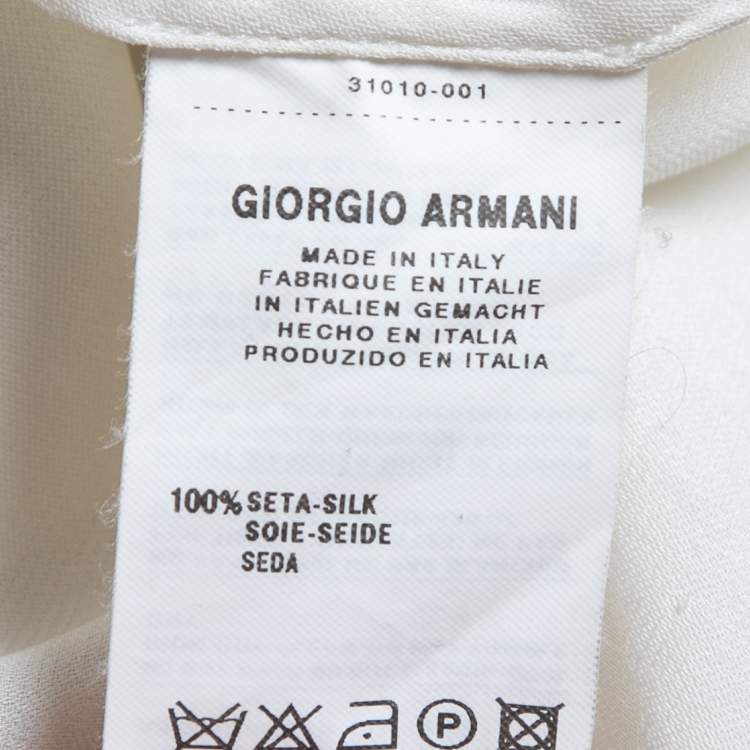 31010-001
GIORGIO ARMANI
MADE IN ITALY
FABRIQUE EN ITALIE
IN ITALIEN GEMACHT
HECHO EN ITALIA
PRODUZIDO EN ITALIA
100% SETA-SILK
SOIE-SEIDE
SEDA
P